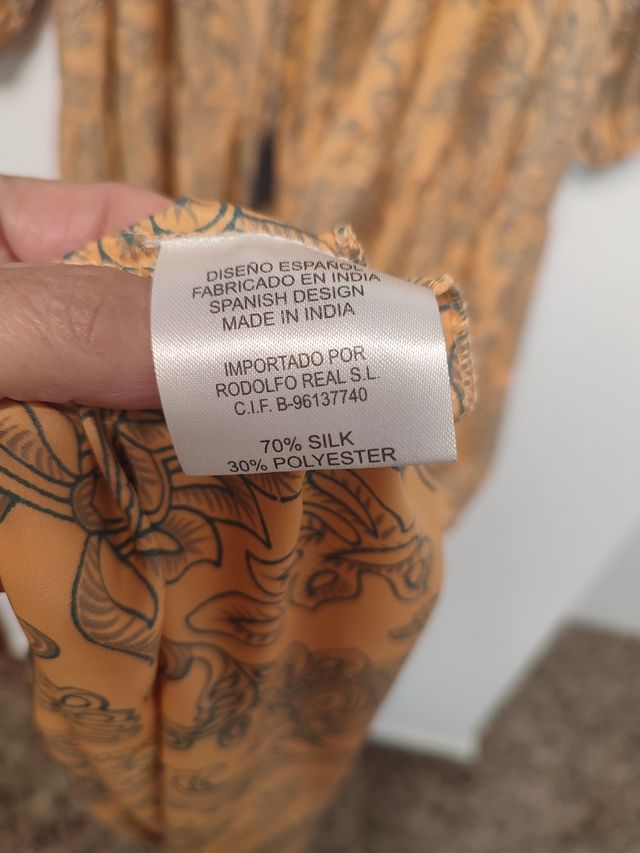 DISEÑO ESPAÑOL
FABRICADO EN INDIA
SPANISH DESIGN
MADE IN INDIA
IMPORTADO POR
RODOLFO REAL S.L.
C.I.F. B-96137740
70% SILK
30% POLYESTER